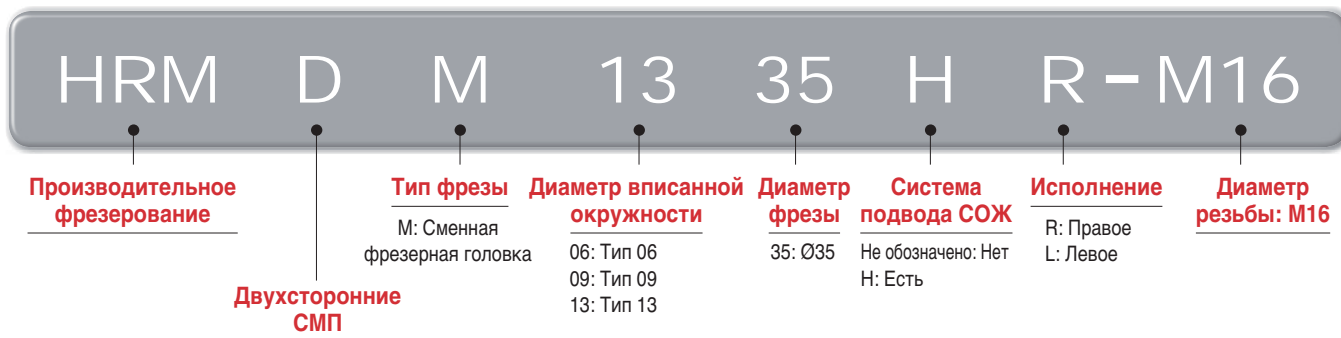 HRM D M 13 35 H R - M16
Производительное
фрезерование
Двухсторонние
СМП
Тип фрезы
М: Сменная
фрезерная головка
Диаметр вписанной
окружности
06: Тип 06
09: Тип 09
13: Тип 13
Диаметр
фрезы
35: Ø35
Система
подвода СОЖ
Не обозначено: Нет
H: Есть
Исполнение
R: Правое
L: Левое
Диаметр
резьбы: M16